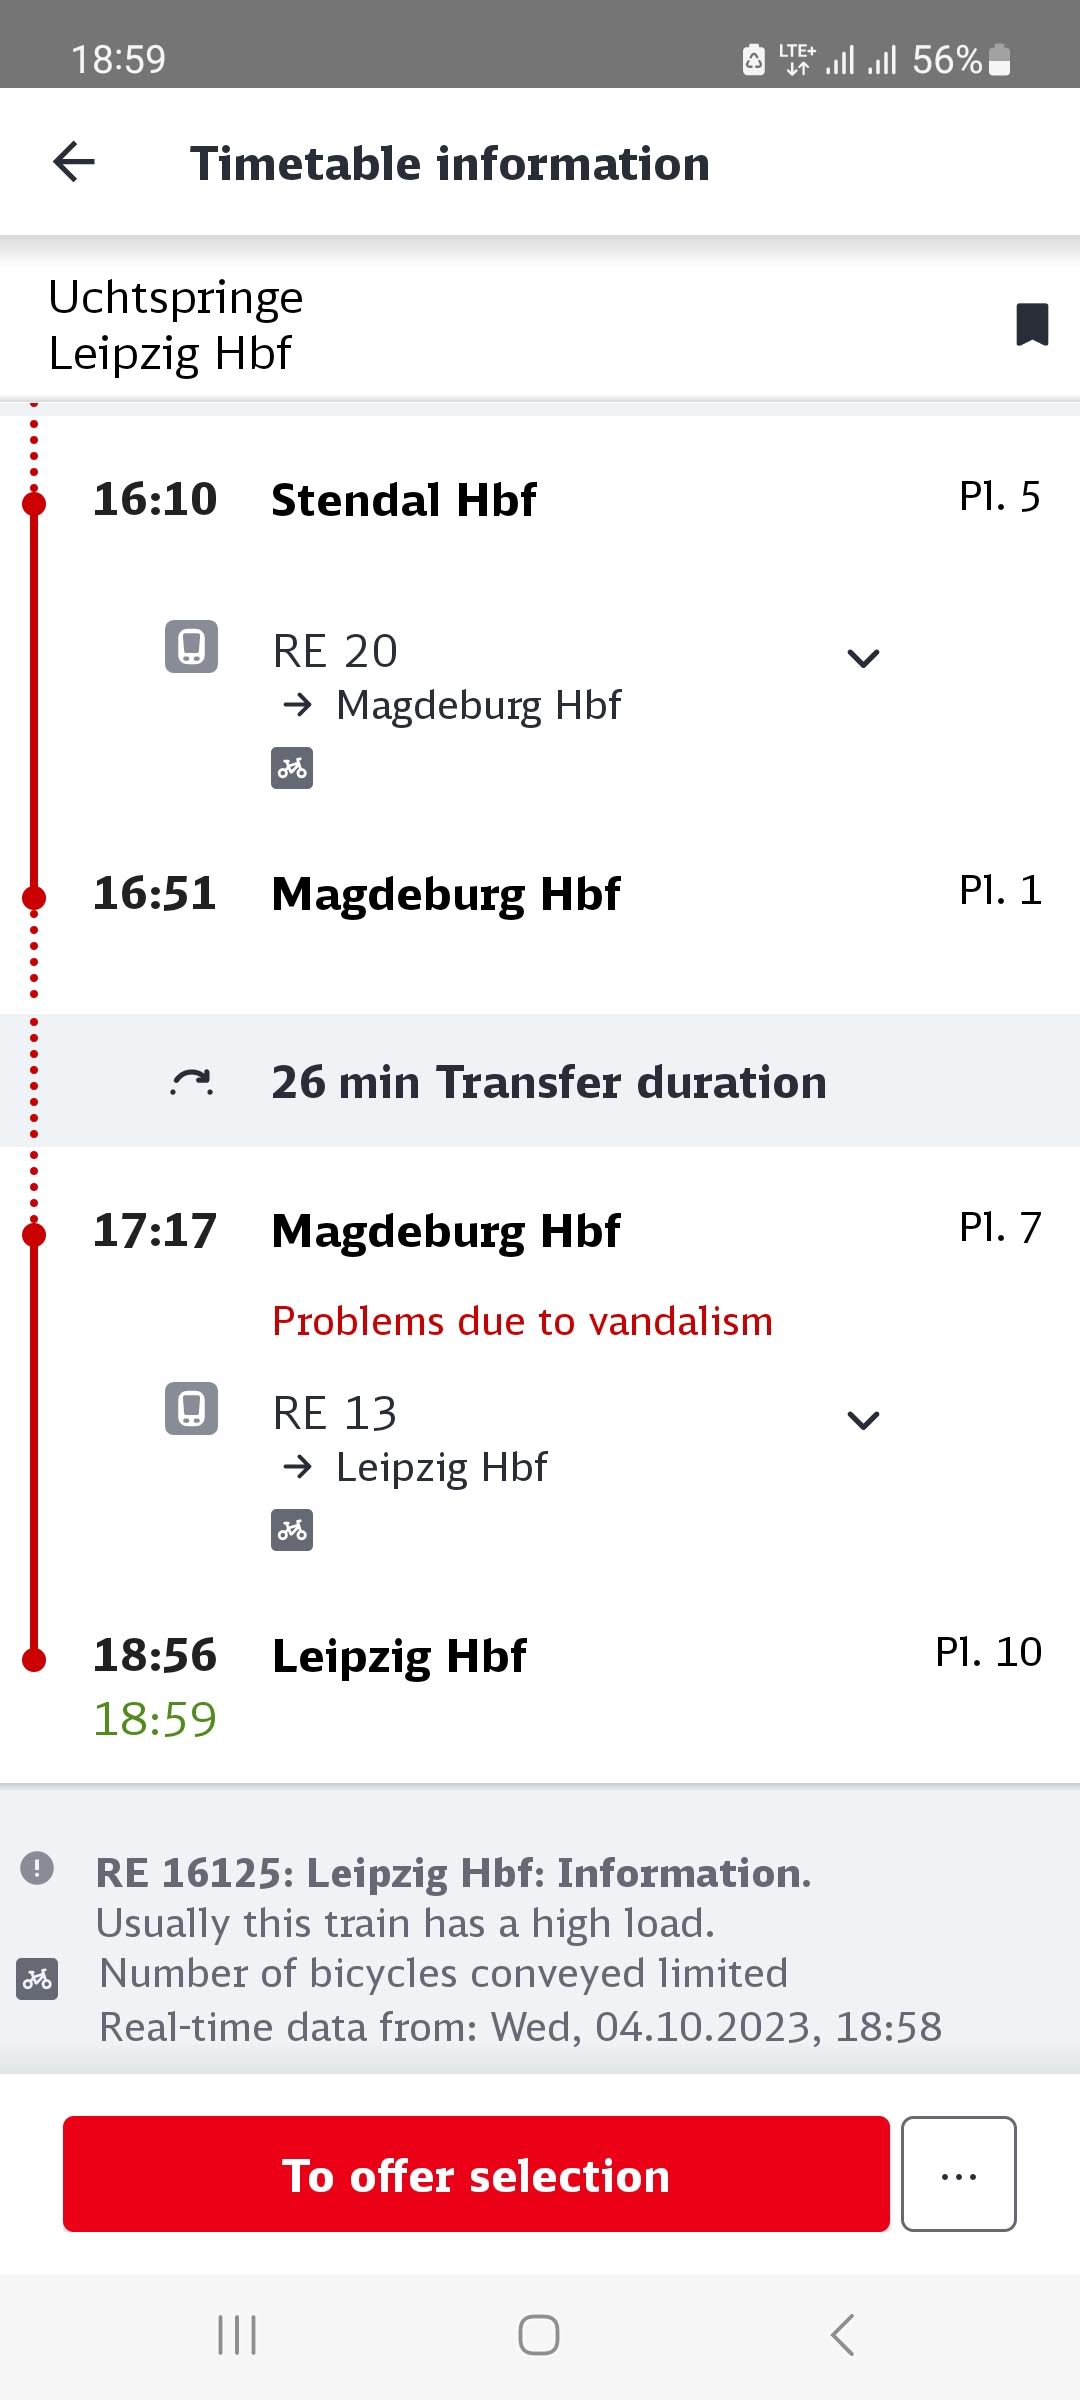 18:59 LTE+ 56%
Timetable information
Uchtspringe
Leipzig Hbf
16:10 Stendal Hbf Pl. 5
RE 20
→ Magdeburg Hbf
16:51 Magdeburg Hbf Pl. 1
26 min Transfer duration
17:17 Magdeburg Hbf Pl. 7
Problems due to vandalism
RE 13
→ Leipzig Hbf
18:56 Leipzig Hbf Pl. 10
18:59
RE 16125: Leipzig Hbf: Information.
Usually this train has a high load.
Number of bicycles conveyed limited
Real-time data from: Wed, 04.10.2023, 18:58
To offer selection ...